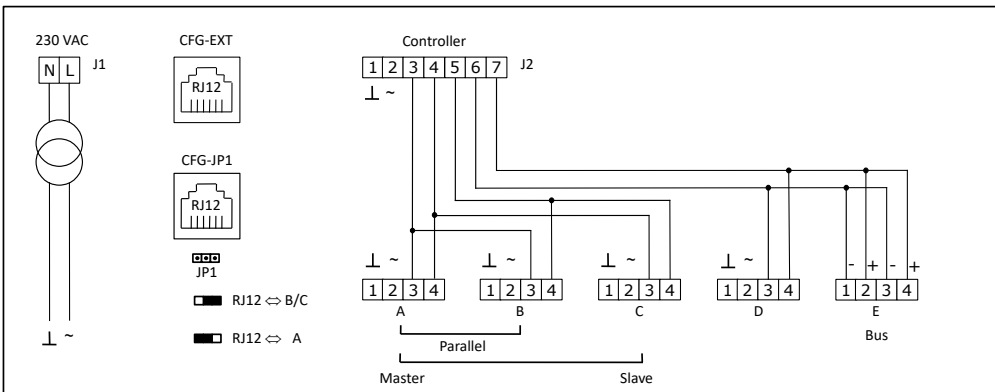 230 VAC
N L J1
⊥ ~
CFG-EXT
RJ12
CFG-JP1
RJ12
JP1
RJ12 ⇔ B/C
RJ12 ⇔ A
Controller
1 2 3 4 5 6 7 J2
⊥ ~
⊥ ~
1 2 3 4
A
⊥ ~
1 2 3 4
B
⊥ ~
1 2 3 4
C
⊥ ~
1 2 3 4
D
- + - +
1 2 3 4
E
Bus
Parallel
Master Slave